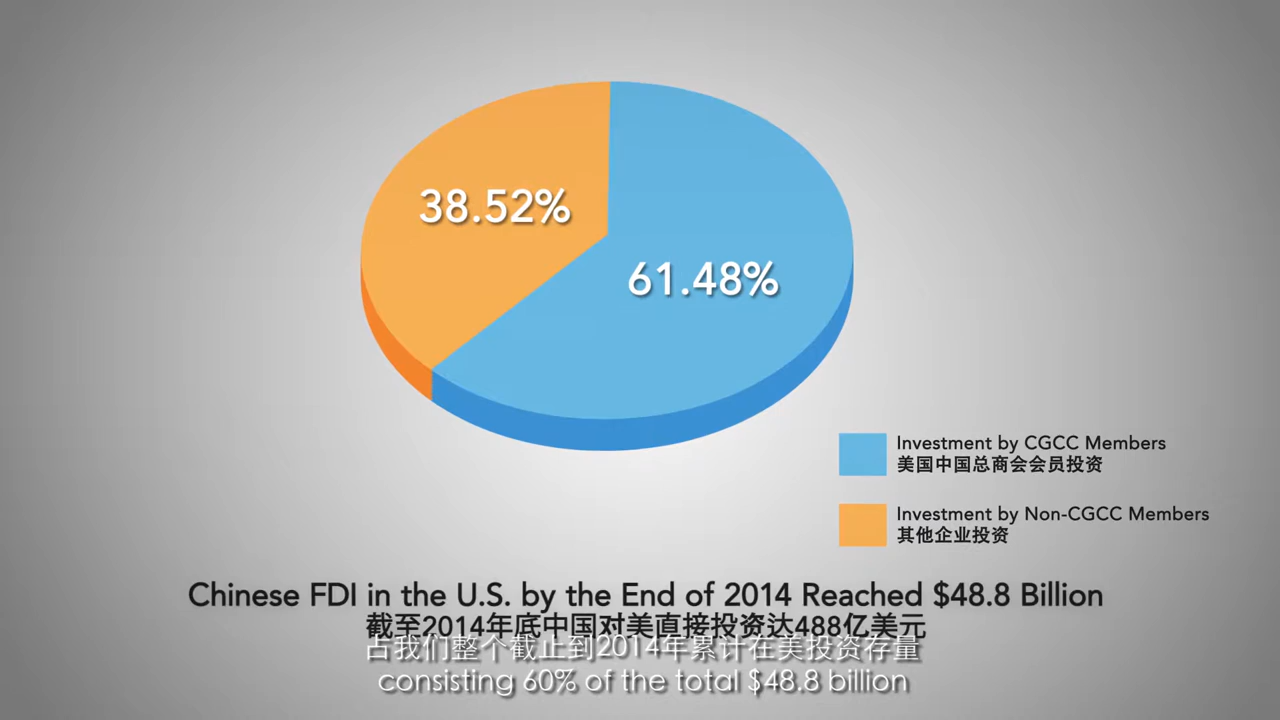 38.52%
61.48%
Investment by CGCC Members
美国中国总商会会员投资
Investment by Non-CGCC Members
其他企业投资
Chinese FDI in the U.S. by the End of 2014 Reached $48.8 Billion
截至2014年底中国对美直接投资达488亿美元
占我们整个截止到2014年累计在美投资存量
consisting 60% of the total $48.8 billion